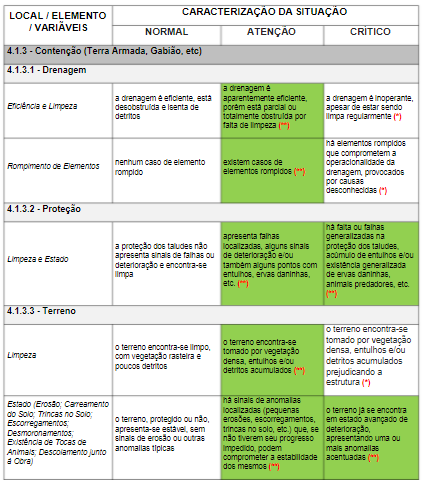 LOCAL / ELEMENTO
/ VARIÁVEIS
CARACTERIZAÇÃO DA SITUAÇÃO
NORMAL
ATENÇÃO
CRÍTICO
4.1.3 - Contenção (Terra Armada, Gabião, etc)
4.1.3.1 - Drenagem
Eficiência e Limpeza
a drenagem é eficiente, está
desobstruída e isenta de
detritos
a drenagem é
aparentemente eficiente,
porém está parcial ou
totalmente obstruída por
falta de limpeza (**)
a drenagem é inoperante,
apesar de estar sendo
limpa regularmente (*)
Rompimento de Elementos
nenhum caso de elemento
rompido
existem casos de
elementos rompidos (**)
há elementos rompidos
que comprometem a
operacionalidade da
drenagem, provocados
por causas
desconhecidas (*)
4.1.3.2 - Proteção
Limpeza e Estado
a proteção dos taludes não
apresenta sinais de falhas ou
deterioração e encontra-se
limpa
apresenta falhas
localizadas, alguns sinais
de deterioração e/ou
também alguns pontos com
entulhos, ervas daninhas,
etc. (**)
há falta ou falhas
generalizadas na
proteção dos taludes,
acúmulo de entulhos e/ou
existência generalizada
de ervas daninhas,
animais predadores, etc.
(**)
4.1.3.3 - Terreno
Limpeza
o terreno encontra-se limpo,
com vegetação rasteira e
poucos detritos
o terreno encontra-se
tomado por vegetação
densa, entulhos e/ou
detritos acumulados (**)
o terreno encontra-se
tomado por vegetação
densa, entulhos e/ou
detritos acumulados
prejudicando a
estrutura (*)
Estado (Erosão; Carreamento
do Solo; Trincas no Solo;
Escorregamentos;
Desmoronamentos;
Existência de Tocas de
Animais; Descolamento junto
á Obra)
o terreno, protegido ou não,
apresenta-se estável, sem
sinais de erosão ou outras
anomalias típicas
há sinais de anomalias
localizadas (pequenas
erosões, escorregamentos,
trincas no solo, etc.) que, se
não tiverem seu progresso
impedido, podem
comprometer a estabilidade
dos mesmos (**)
o terreno já se encontra
em estado avançado de
deterioração,
apresentando uma ou
mais anomalias
acentuadas (**)